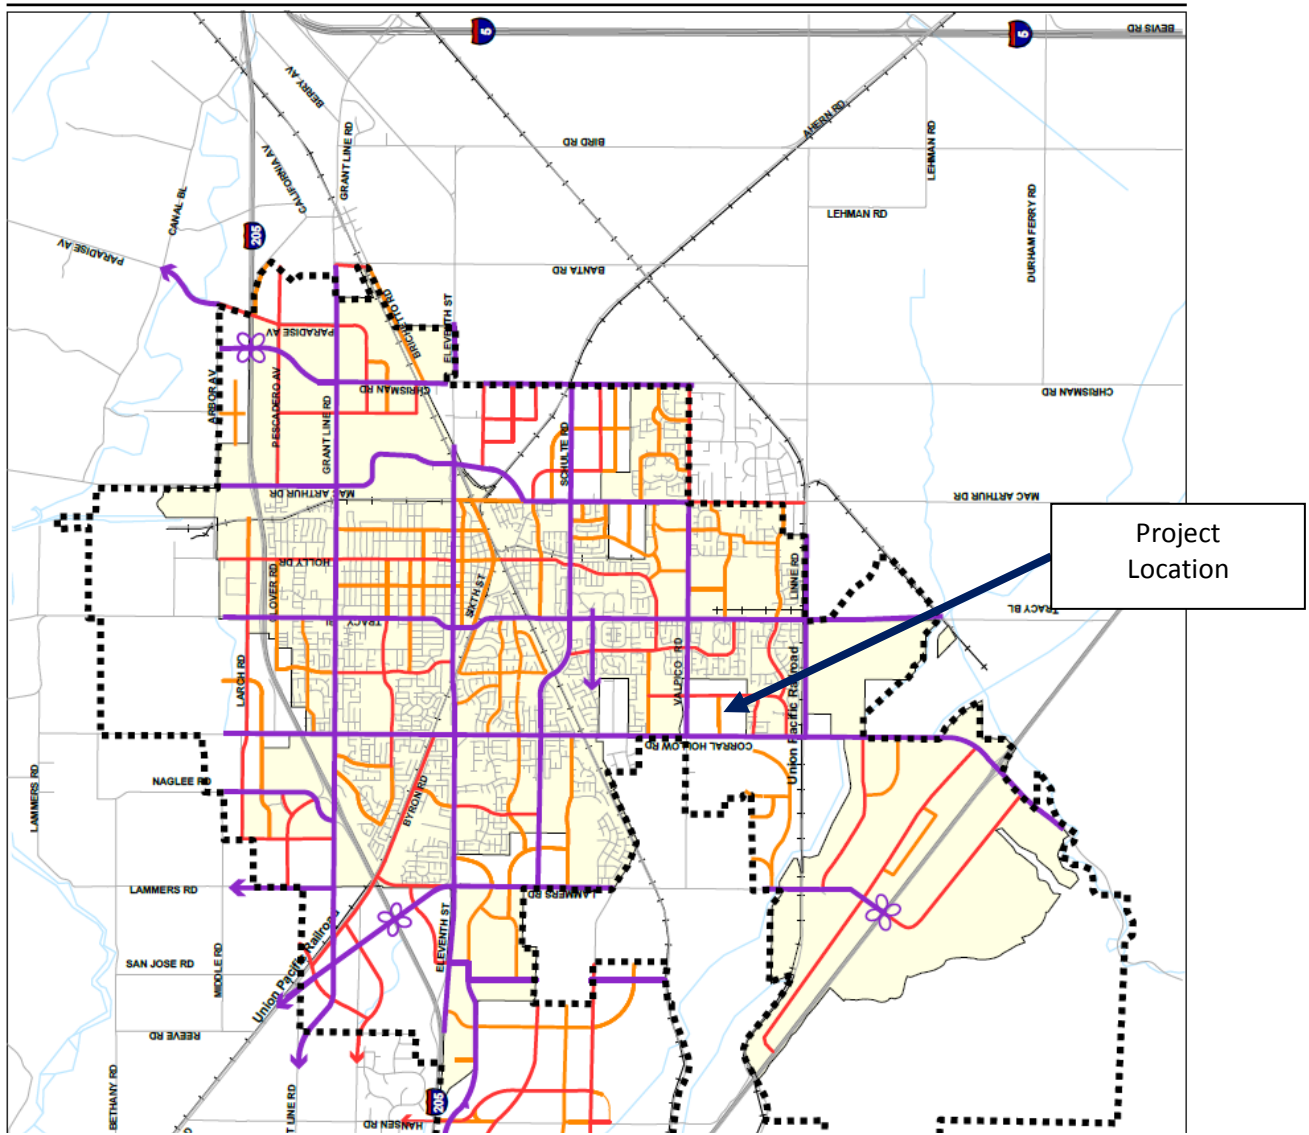 5
5
BEVIS RD
BERRY AV
AHERN RD
BIRD RD
GRANT LINE RD
LEHMAN RD
CALIFORNIA AV
CANAL BL
LEHMAN RD
DURHAM FERRY RD
205
PARADISE AV
BANTA RD
ELEVENTH ST
PARADISE AV
CHRISMAN RD
CHRISMAN RD
ARBOR AV
PESCADERO AV
GRANT LINE RD
SCHULTE RD
MAC ARTHUR DR
MAC ARTHUR DR
Project
Location
HOLLY DR
CLOVER RD
SIXTH ST
LINNE RD
TRACY BL
LARCH RD
VALPICO RD
CORRAL HOLLOW RD
Union Pacific Railroad
NAGLEE RD
LAMMERS RD
BYRON RD
LAMMERS RD
LAMMERS RD
ELEVENTH ST
SAN JOSE RD
MIDDLE RD
Union Pacific Railroad
REEVE RD
BETHANY RD
T LINE RD
205
HANSEN RD